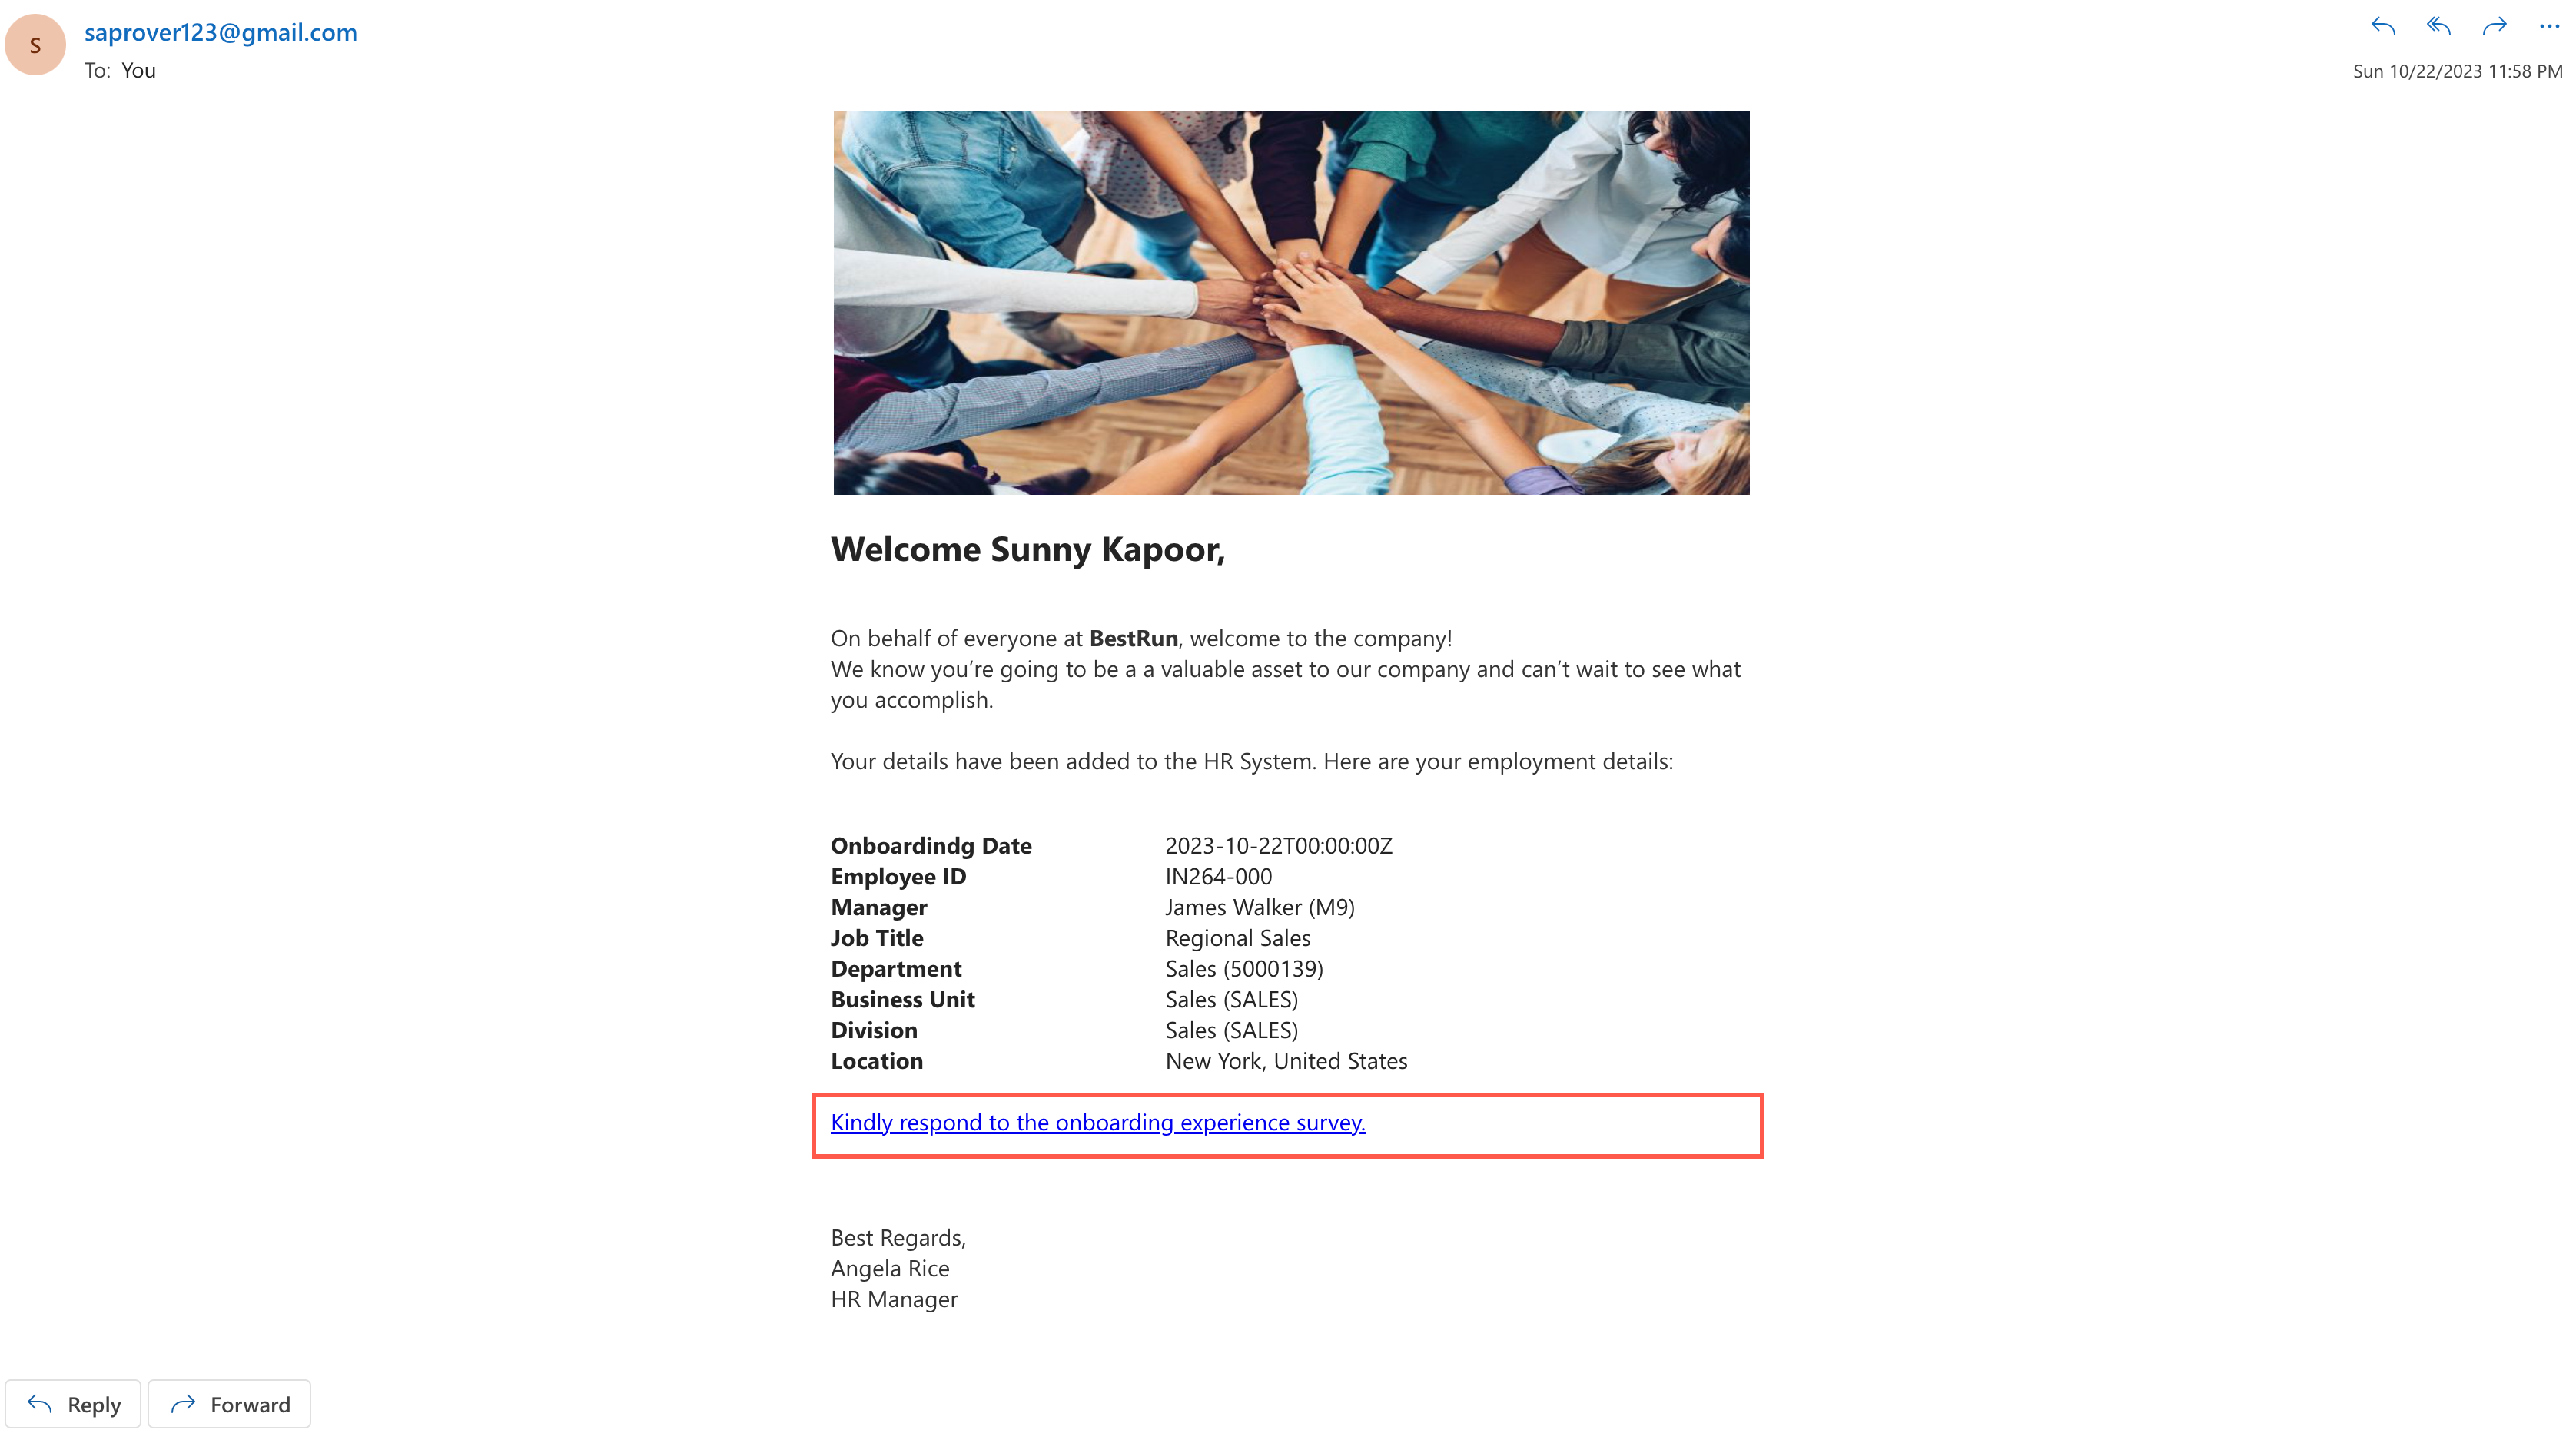 S
saprover123@gmail.com
To: You
Sun 10/22/2023 11:58 PM
Welcome Sunny Kapoor,
On behalf of everyone at BestRun, welcome to the company!
We know you’re going to be a a valuable asset to our company and can’t wait to see what
you accomplish.
Your details have been added to the HR System. Here are your employment details:
Onboardindg Date 2023-10-22T00:00:00Z
Employee ID IN264-000
Manager James Walker (M9)
Job Title Regional Sales
Department Sales (5000139)
Business Unit Sales (SALES)
Division Sales (SALES)
Location New York, United States
Kindly respond to the onboarding experience survey.
Best Regards,
Angela Rice
HR Manager
Reply Forward